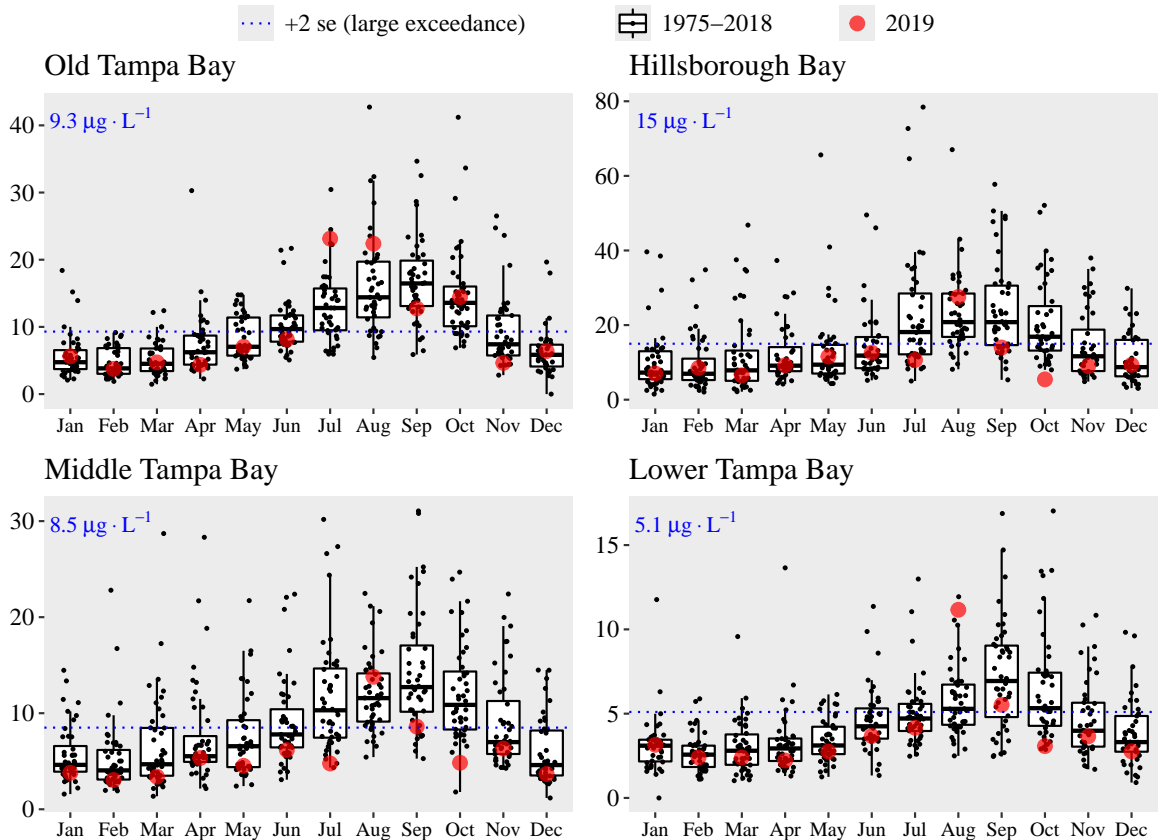 +2 se (large exceedance) 1975–2018 2019
Old Tampa Bay
9.3 μg · L⁻¹
40
30
20
10
0
Jan Feb Mar Apr May Jun Jul Aug Sep Oct Nov Dec
Hillsborough Bay
15 μg · L⁻¹
80
60
40
20
0
Jan Feb Mar Apr May Jun Jul Aug Sep Oct Nov Dec
Middle Tampa Bay
8.5 μg · L⁻¹
30
20
10
0
Jan Feb Mar Apr May Jun Jul Aug Sep Oct Nov Dec
Lower Tampa Bay
5.1 μg · L⁻¹
15
10
5
0
Jan Feb Mar Apr May Jun Jul Aug Sep Oct Nov Dec